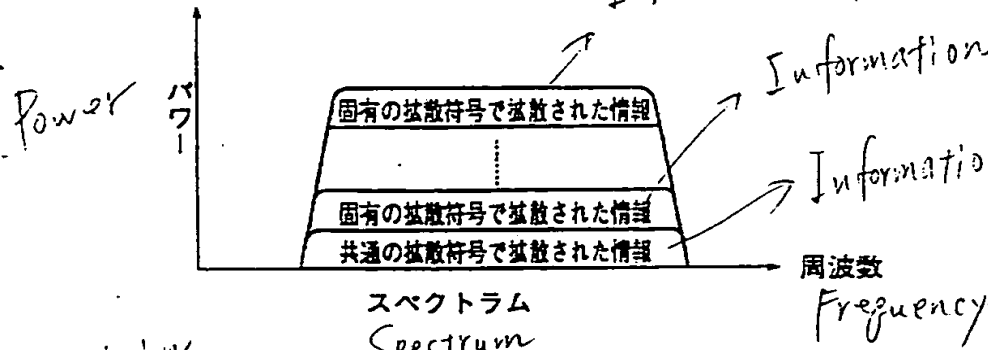 Information
Power
パワー
固有の拡散符号で拡散された情報
固有の拡散符号で拡散された情報
Informatio
共通の拡散符号で拡散された情報
周波数
Frequency
スペクトラム
Spectrum